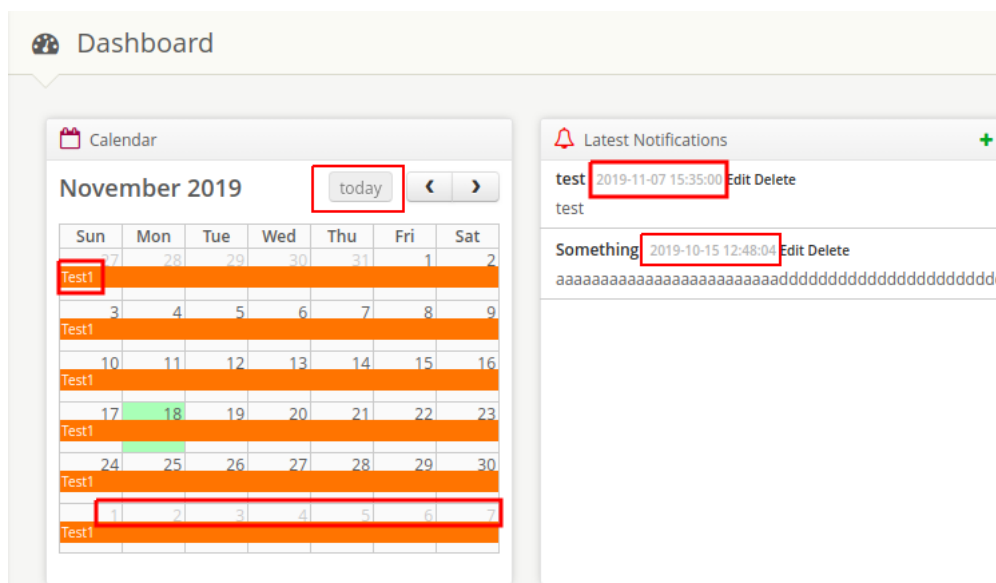 Dashboard
Calendar
November 2019 today
Sun Mon Tue Wed Thu Fri Sat
27 28 29 30 31 1 2
Test1
3 4 5 6 7 8 9
Test1
10 11 12 13 14 15 16
Test1
17 18 19 20 21 22 23
Test1
24 25 26 27 28 29 30
Test1
1 2 3 4 5 6 7
Test1
Latest Notifications
test 2019-11-07 15:35:00 Edit Delete
test
Something 2019-10-15 12:48:04 Edit Delete